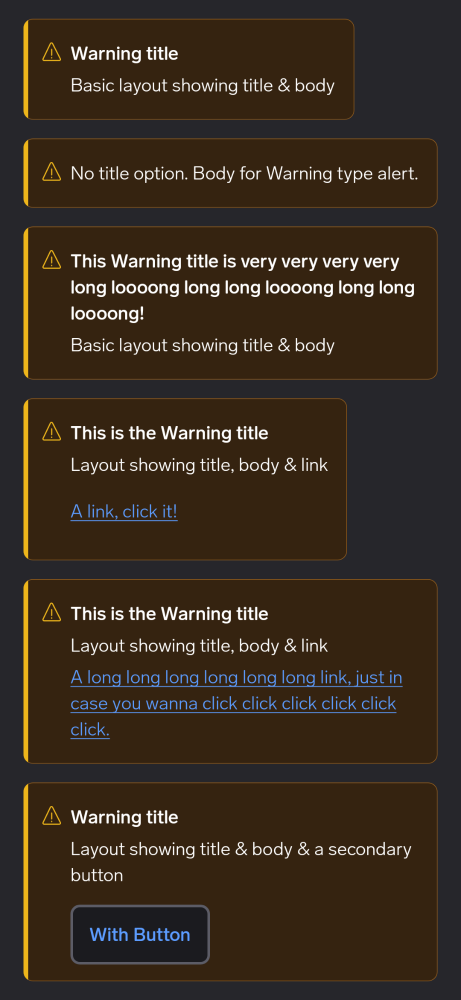 Warning title
Basic layout showing title & body
No title option. Body for Warning type alert.
This Warning title is very very very very
long loooong long long loooong long long
loooong!
Basic layout showing title & body
This is the Warning title
Layout showing title, body & link
A link, click it!
This is the Warning title
Layout showing title, body & link
A long long long long long long link, just in
case you wanna click click click click click
click.
Warning title
Layout showing title & body & a secondary
button
With Button